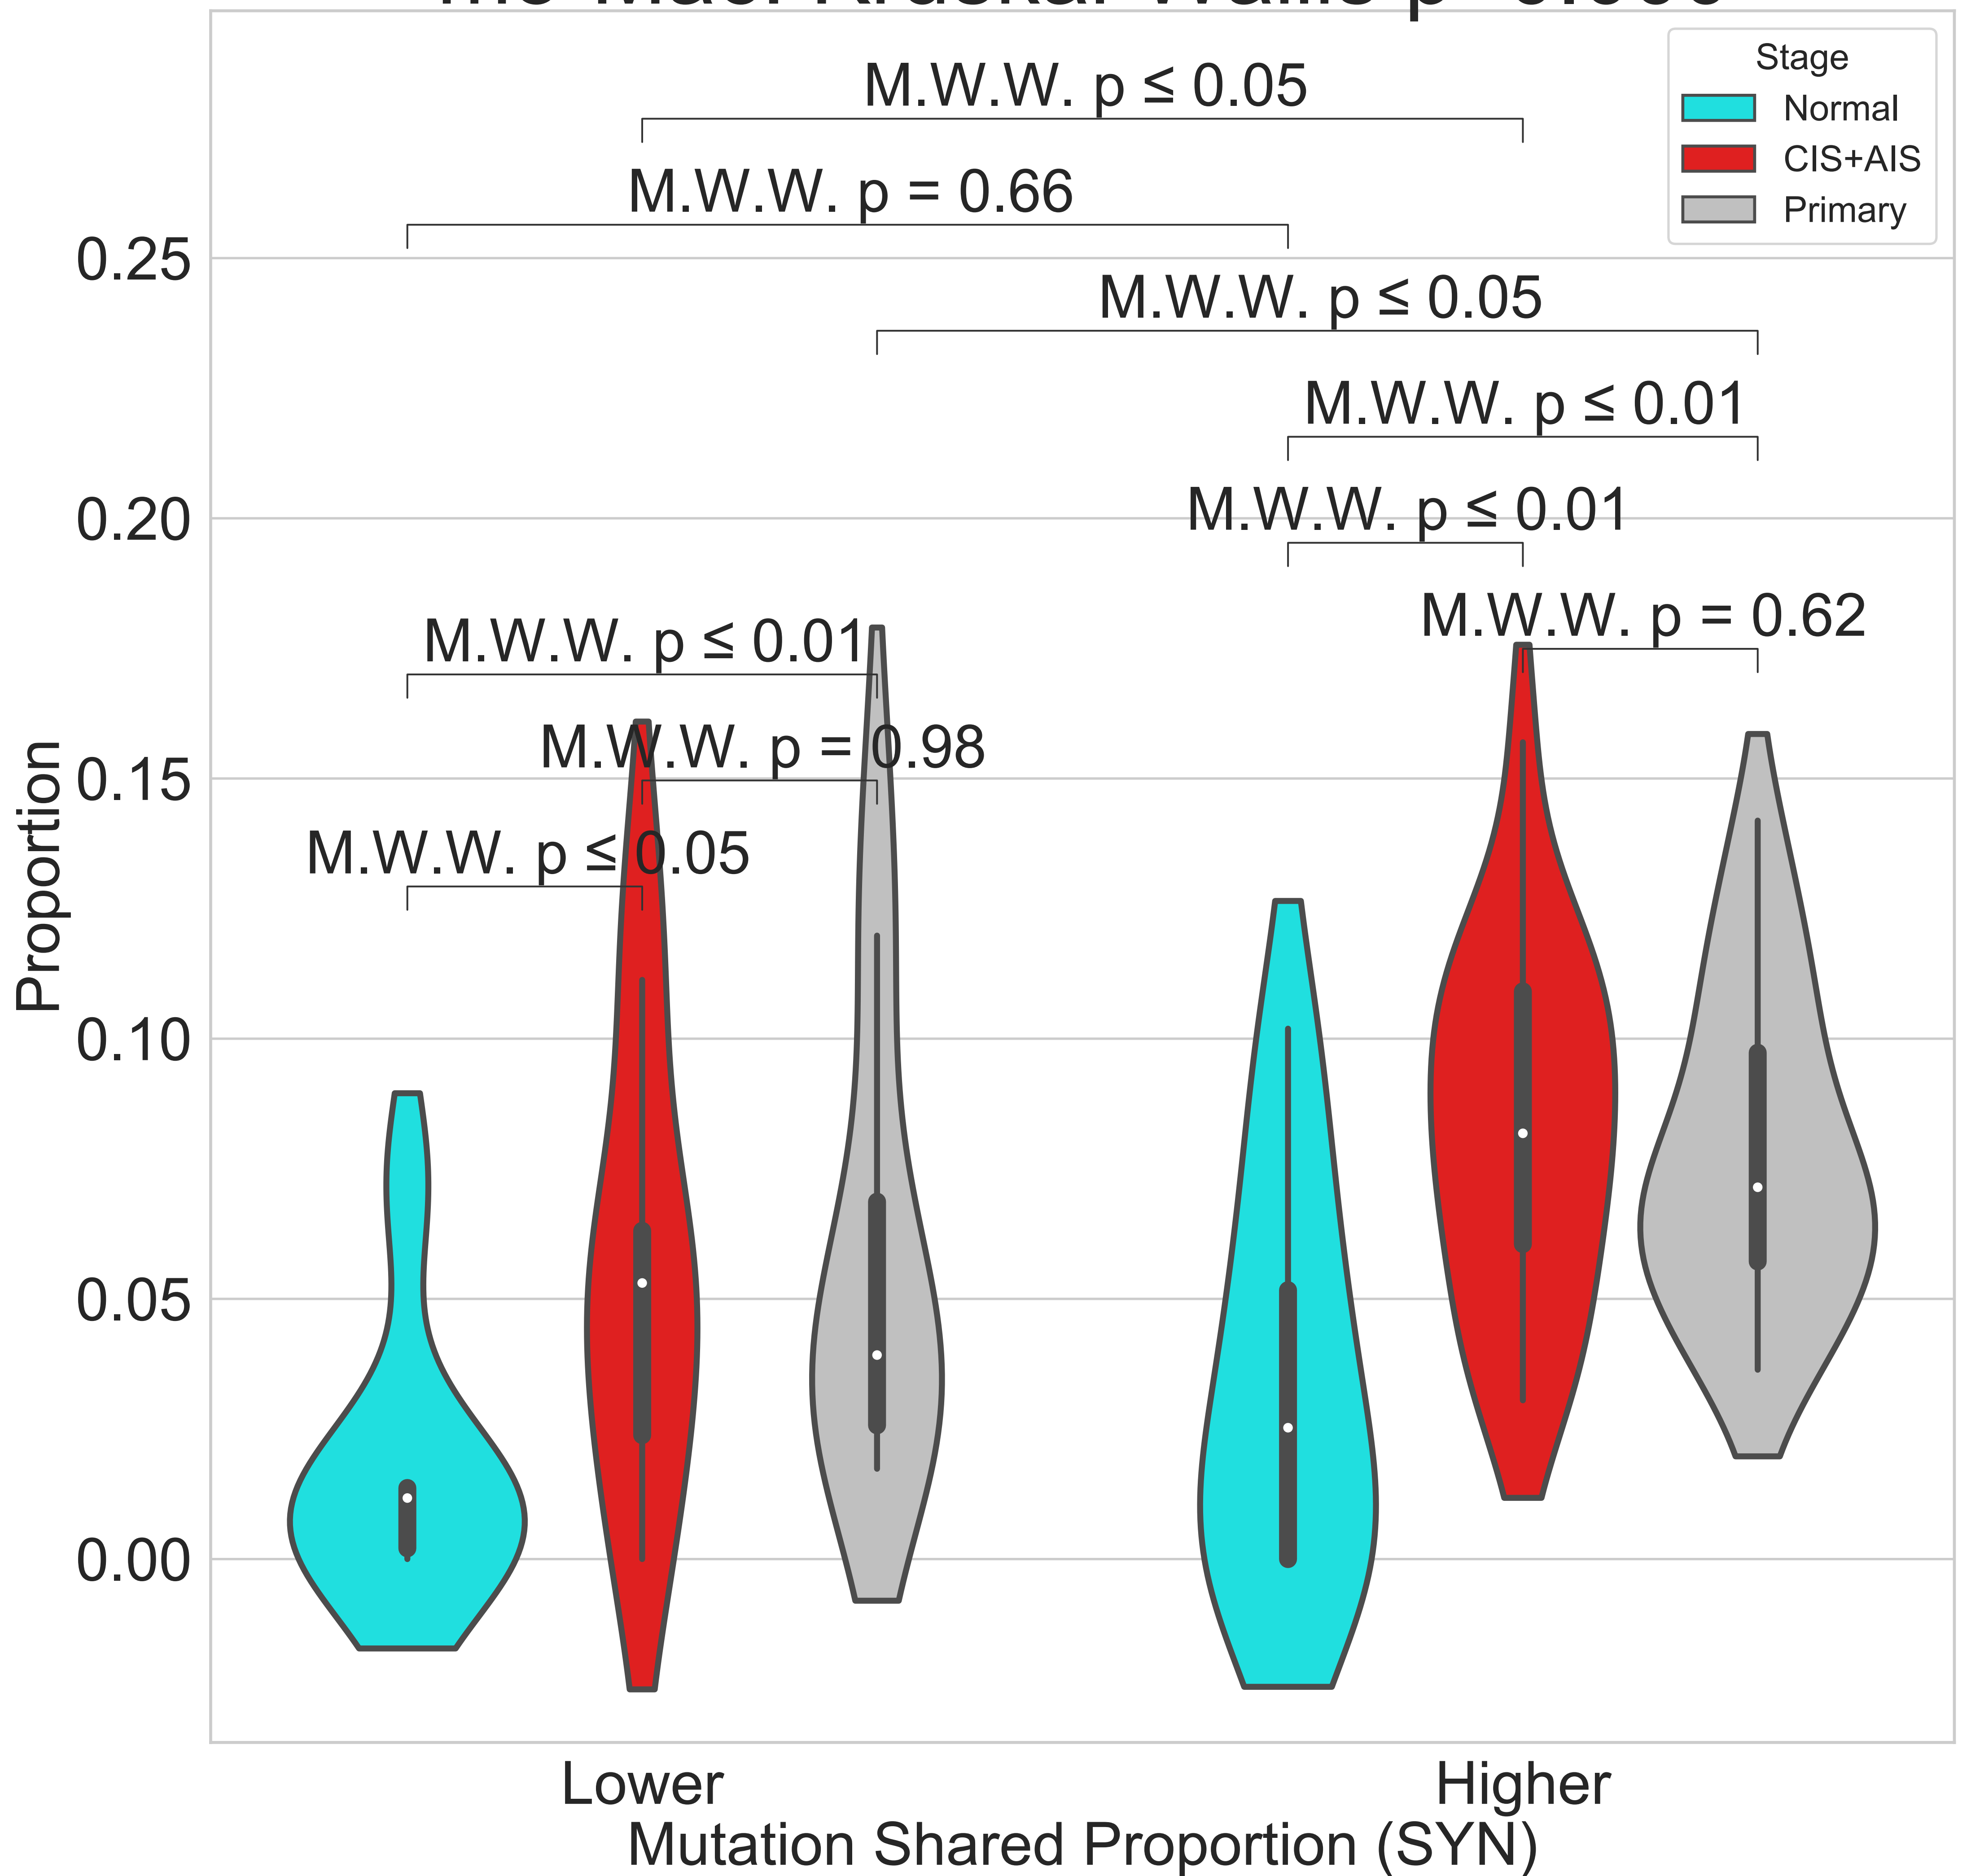 Stage
Normal
CIS+AIS
Primary
M.W.W. p ≤ 0.05
M.W.W. p = 0.66
M.W.W. p ≤ 0.05
M.W.W. p ≤ 0.01
M.W.W. p ≤ 0.01
M.W.W. p = 0.62
M.W.W. p ≤ 0.01
M.W.W. p = 0.98
M.W.W. p ≤ 0.05
0.25
0.20
0.15
0.10
0.05
0.00
Proportion
Lower
Higher
Mutation Shared Proportion (SYN)